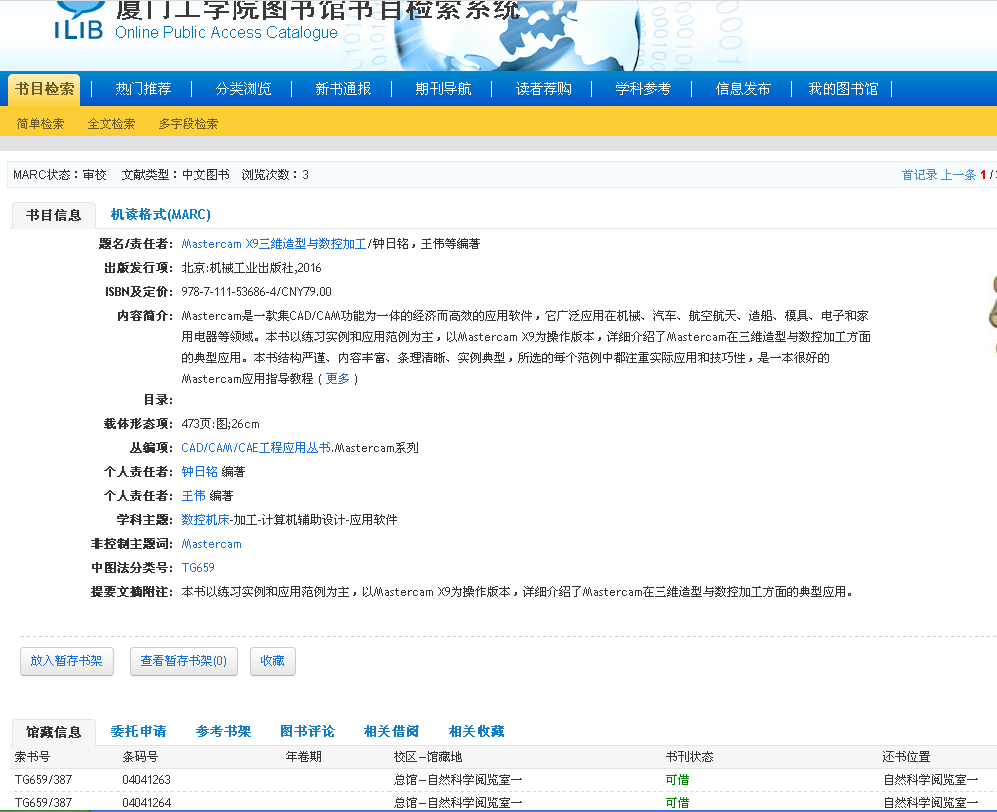 厦门工学院图书馆书目检索系统
ILIB Online Public Access Catalogue
书目检索 热门推荐 分类浏览 新书通报 期刊导航 读者荐购 学科参考 信息发布 我的图书馆
简单检索 全文检索 多字段检索
MARC状态：审校 文献类型：中文图书 浏览次数：3 首记录 上一条 1 /
书目信息 机读格式(MARC)
题名/责任者: Mastercam X9三维造型与数控加工/钟日铭，王伟等编著
出版发行项: 北京:机械工业出版社,2016
ISBN及定价: 978-7-111-53686-4/CNY79.00
内容简介: Mastercam是一款集CAD/CAM功能为一体的经济而高效的应用软件，它广泛应用在机械、汽车、航空航天、造船、模具、电子和家
用电器等领域。本书以练习实例和应用范例为主，以Mastercam X9为操作版本，详细介绍了Mastercam在三维造型与数控加工方面
的典型应用。本书结构严谨、内容丰富、条理清晰、实例典型，所选的每个范例中都注重实际应用和技巧性，是一本很好的
Mastercam应用指导教程（更多）
目录:
载体形态项: 473页:图;26cm
丛编项: CAD/CAM/CAE工程应用丛书.Mastercam系列
个人责任者: 钟日铭 编著
个人责任者: 王伟 编著
学科主题: 数控机床-加工-计算机辅助设计-应用软件
非控制主题词: Mastercam
中图法分类号: TG659
提要文摘附注: 本书以练习实例和应用范例为主，以Mastercam X9为操作版本，详细介绍了Mastercam在三维造型与数控加工方面的典型应用。
放入暂存书架 查看暂存书架(0) 收藏
馆藏信息 委托申请 参考书架 图书评论 相关借阅 相关收藏
索书号 条码号 年卷期 校区—馆藏地 书刊状态 还书位置
TG659/387 04041263 总馆—自然科学阅览室一 可借 自然科学阅览室一
TG659/387 04041264 总馆—自然科学阅览室一 可借 自然科学阅览室一